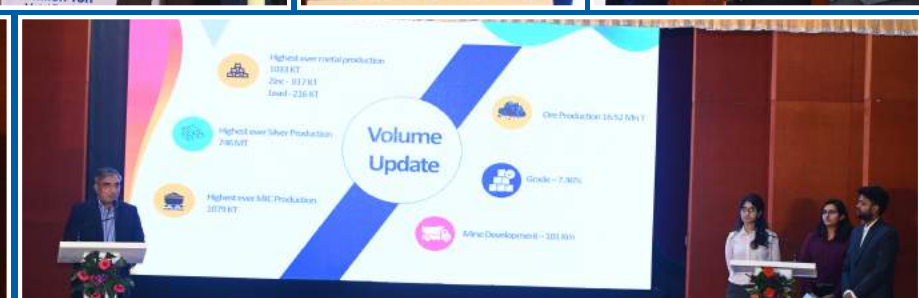 Highest ever metal production
1033 KT
Zinc - 817 KT
Lead - 216 KT
Highest ever Silver Production
746 MT
Highest ever MIC Production
1079 KT
Volume
Update
Ore Production 16.52 Mn T
Grade - 7.36%
Mine Development - 101 Km